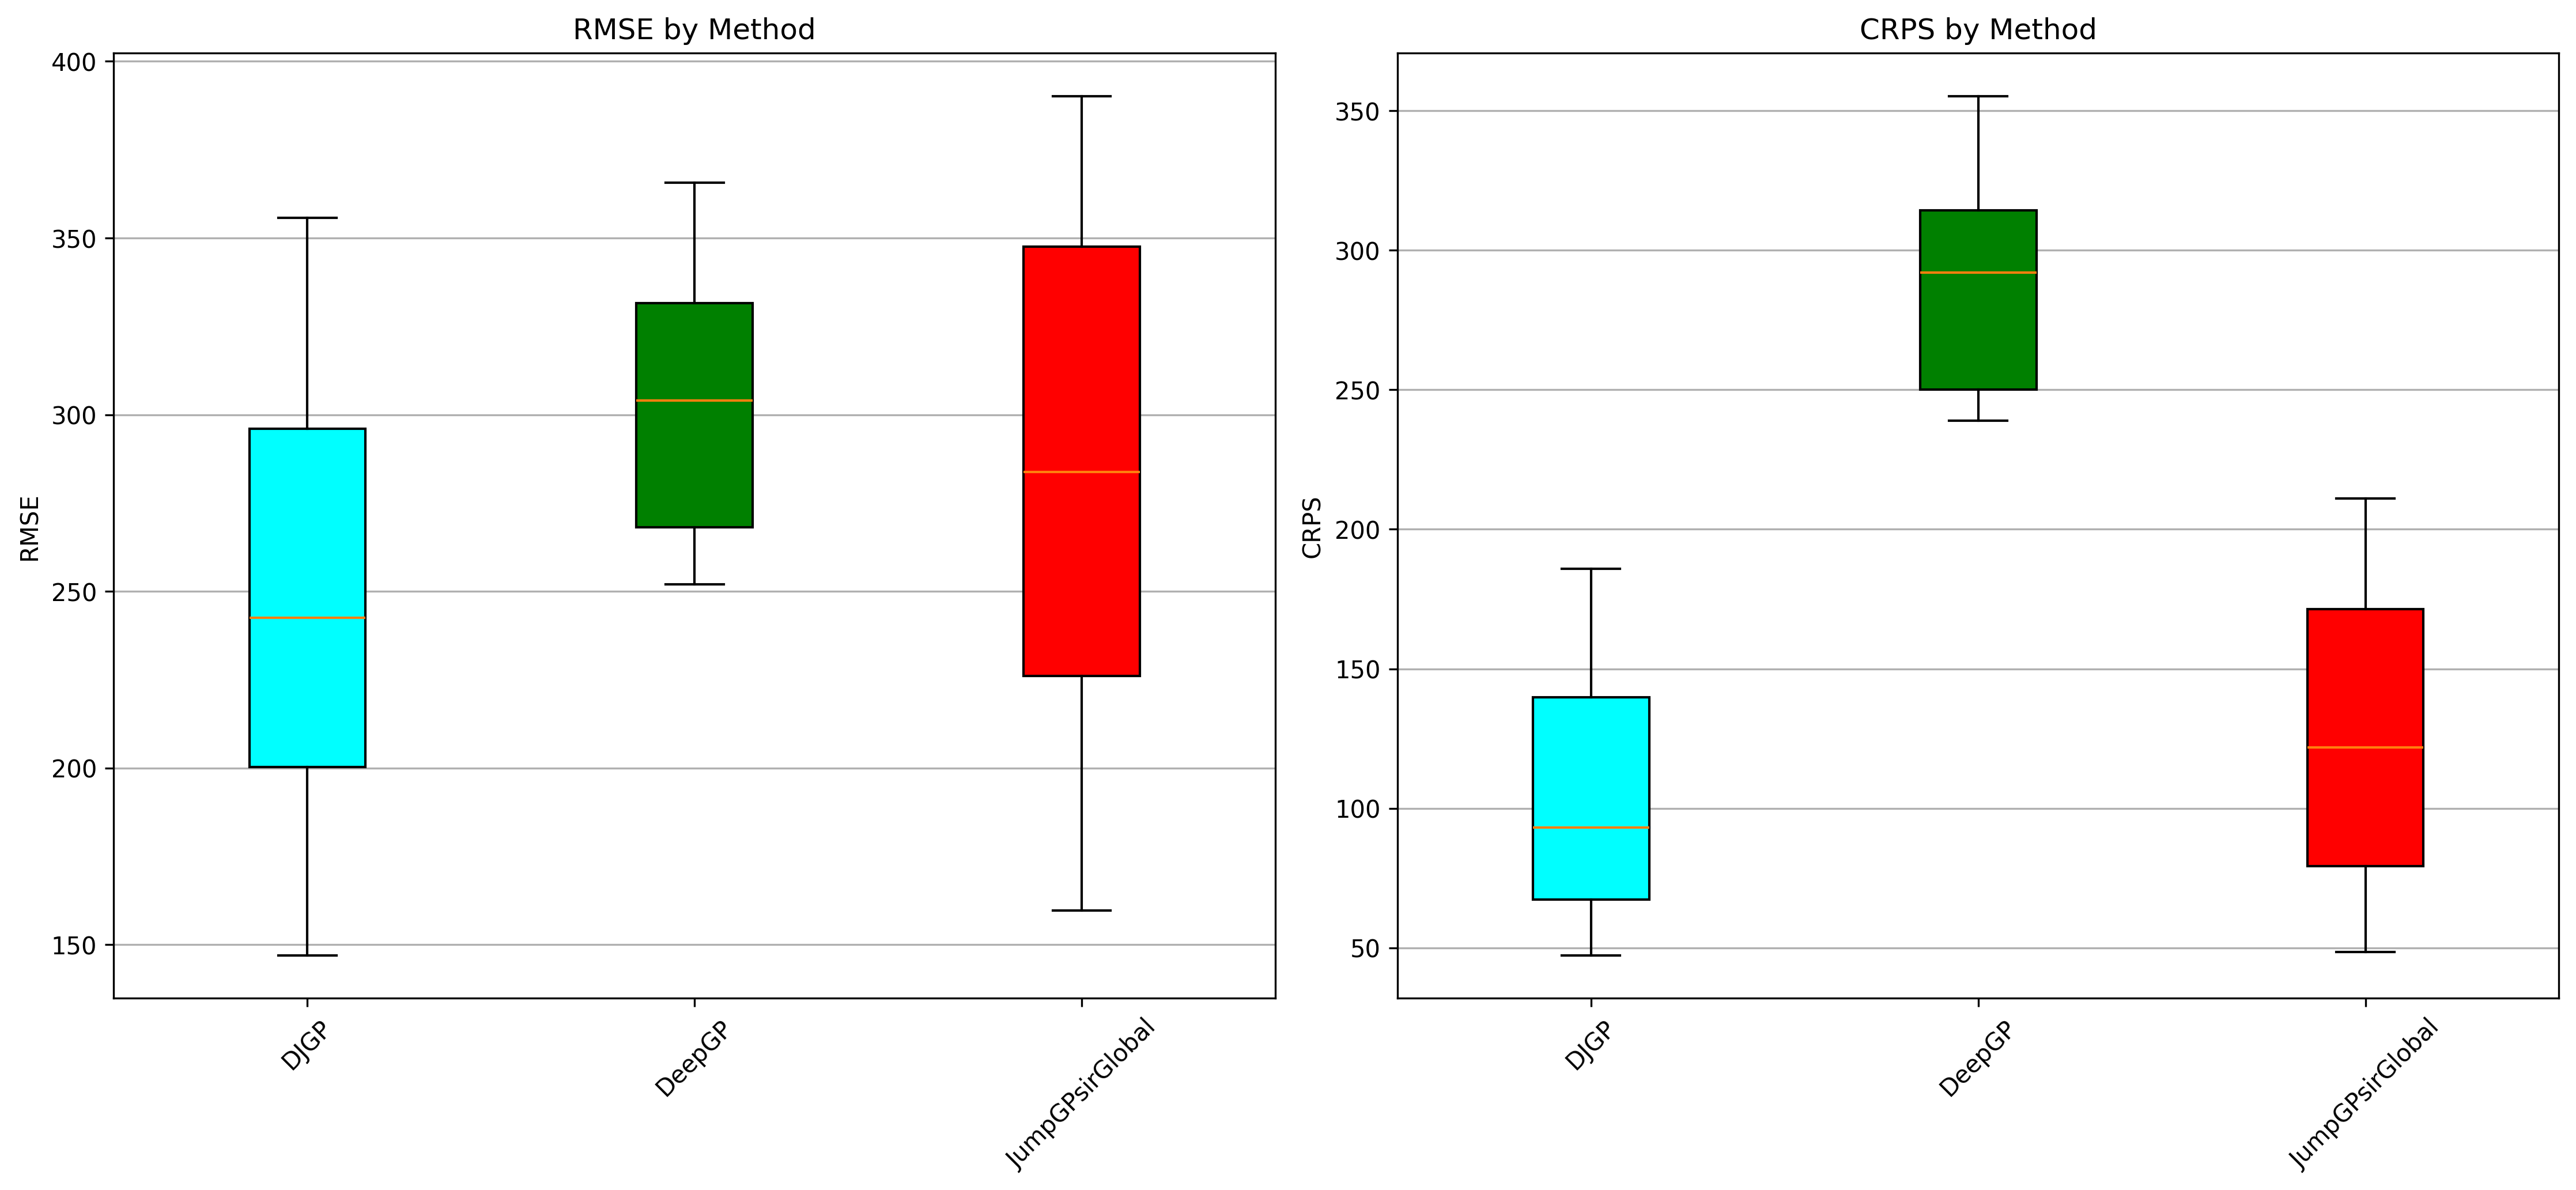 RMSE by Method
400
350
300
250
200
150
RMSE
DJGP
DeepGP
JumpGPsirGlobal
CRPS by Method
350
300
250
200
150
100
50
CRPS
DJGP
DeepGP
JumpGPsirGlobal